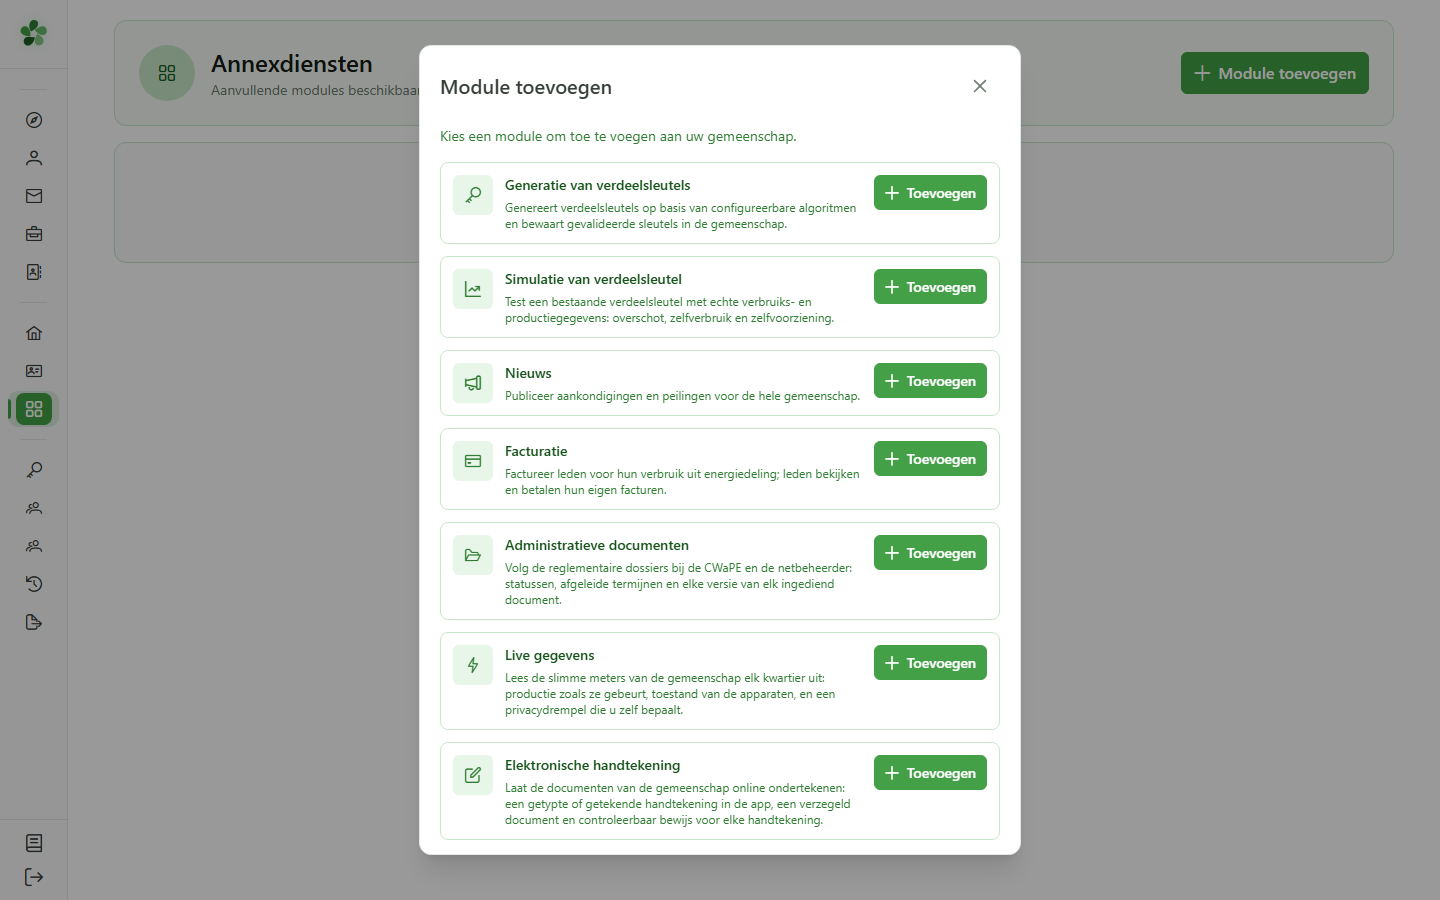 Annexdiensten
Aanvullende modules beschikbaar
Module toevoegen
Module toevoegen
Kies een module om toe te voegen aan uw gemeenschap.
Generatie van verdeelsleutels
Genereert verdeelsleutels op basis van configureerbare algoritmen
en bewaart gevalideerde sleutels in de gemeenschap.
Toevoegen
Simulatie van verdeelsleutel
Test een bestaande verdeelsleutel met echte verbruiks- en
productiegegevens: overschot, zelfverbruik en zelfvoorziening.
Toevoegen
Nieuws
Publiceer aankondigingen en peilingen voor de hele gemeenschap.
Toevoegen
Facturatie
Factureer leden voor hun verbruik uit energiedeling; leden bekijken
en betalen hun eigen facturen.
Toevoegen
Administratieve documenten
Volg de reglementaire dossiers bij de CWaPE en de netbeheerder:
statussen, afgeleide termijnen en elke versie van elk ingediend
document.
Toevoegen
Live gegevens
Lees de slimme meters van de gemeenschap elk kwartier uit:
productie zoals ze gebeurt, toestand van de apparaten, en een
privacydrempel die u zelf bepaalt.
Toevoegen
Elektronische handtekening
Laat de documenten van de gemeenschap online ondertekenen:
een getypte of getekende handtekening in de app, een verzegeld
document en controleerbaar bewijs voor elke handtekening.
Toevoegen